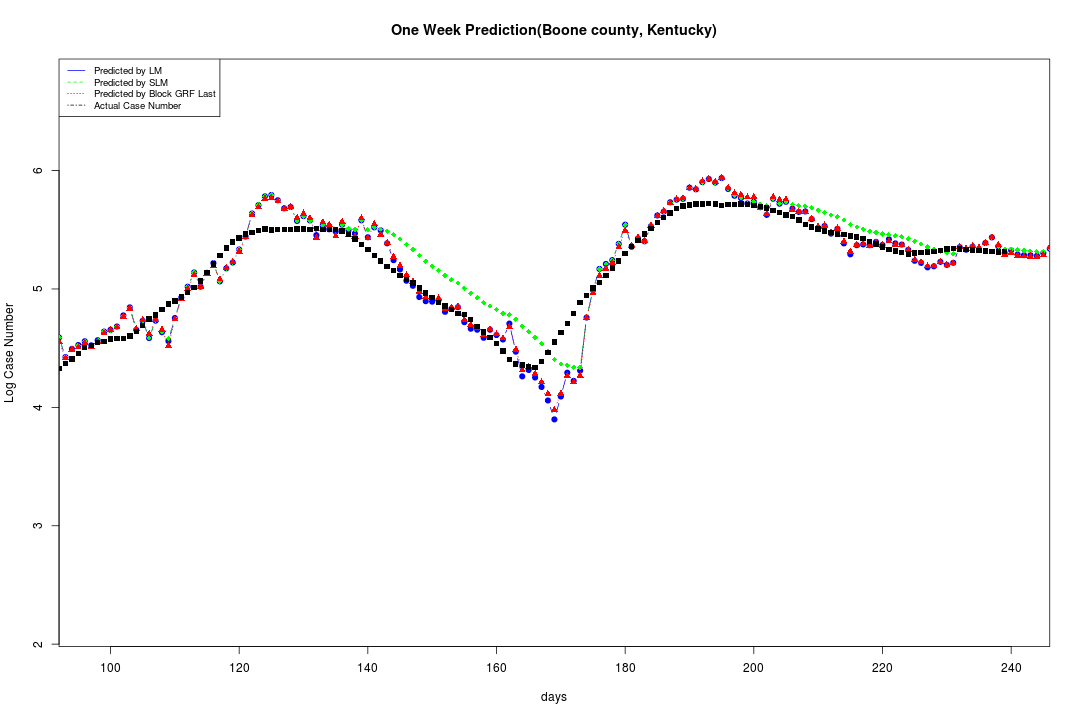 One Week Prediction(Boone county, Kentucky)
Predicted by LM
Predicted by SLM
Predicted by Block GRF Last
Actual Case Number
Log Case Number
6
5
4
3
2
100 120 140 160 180 200 220 240
days